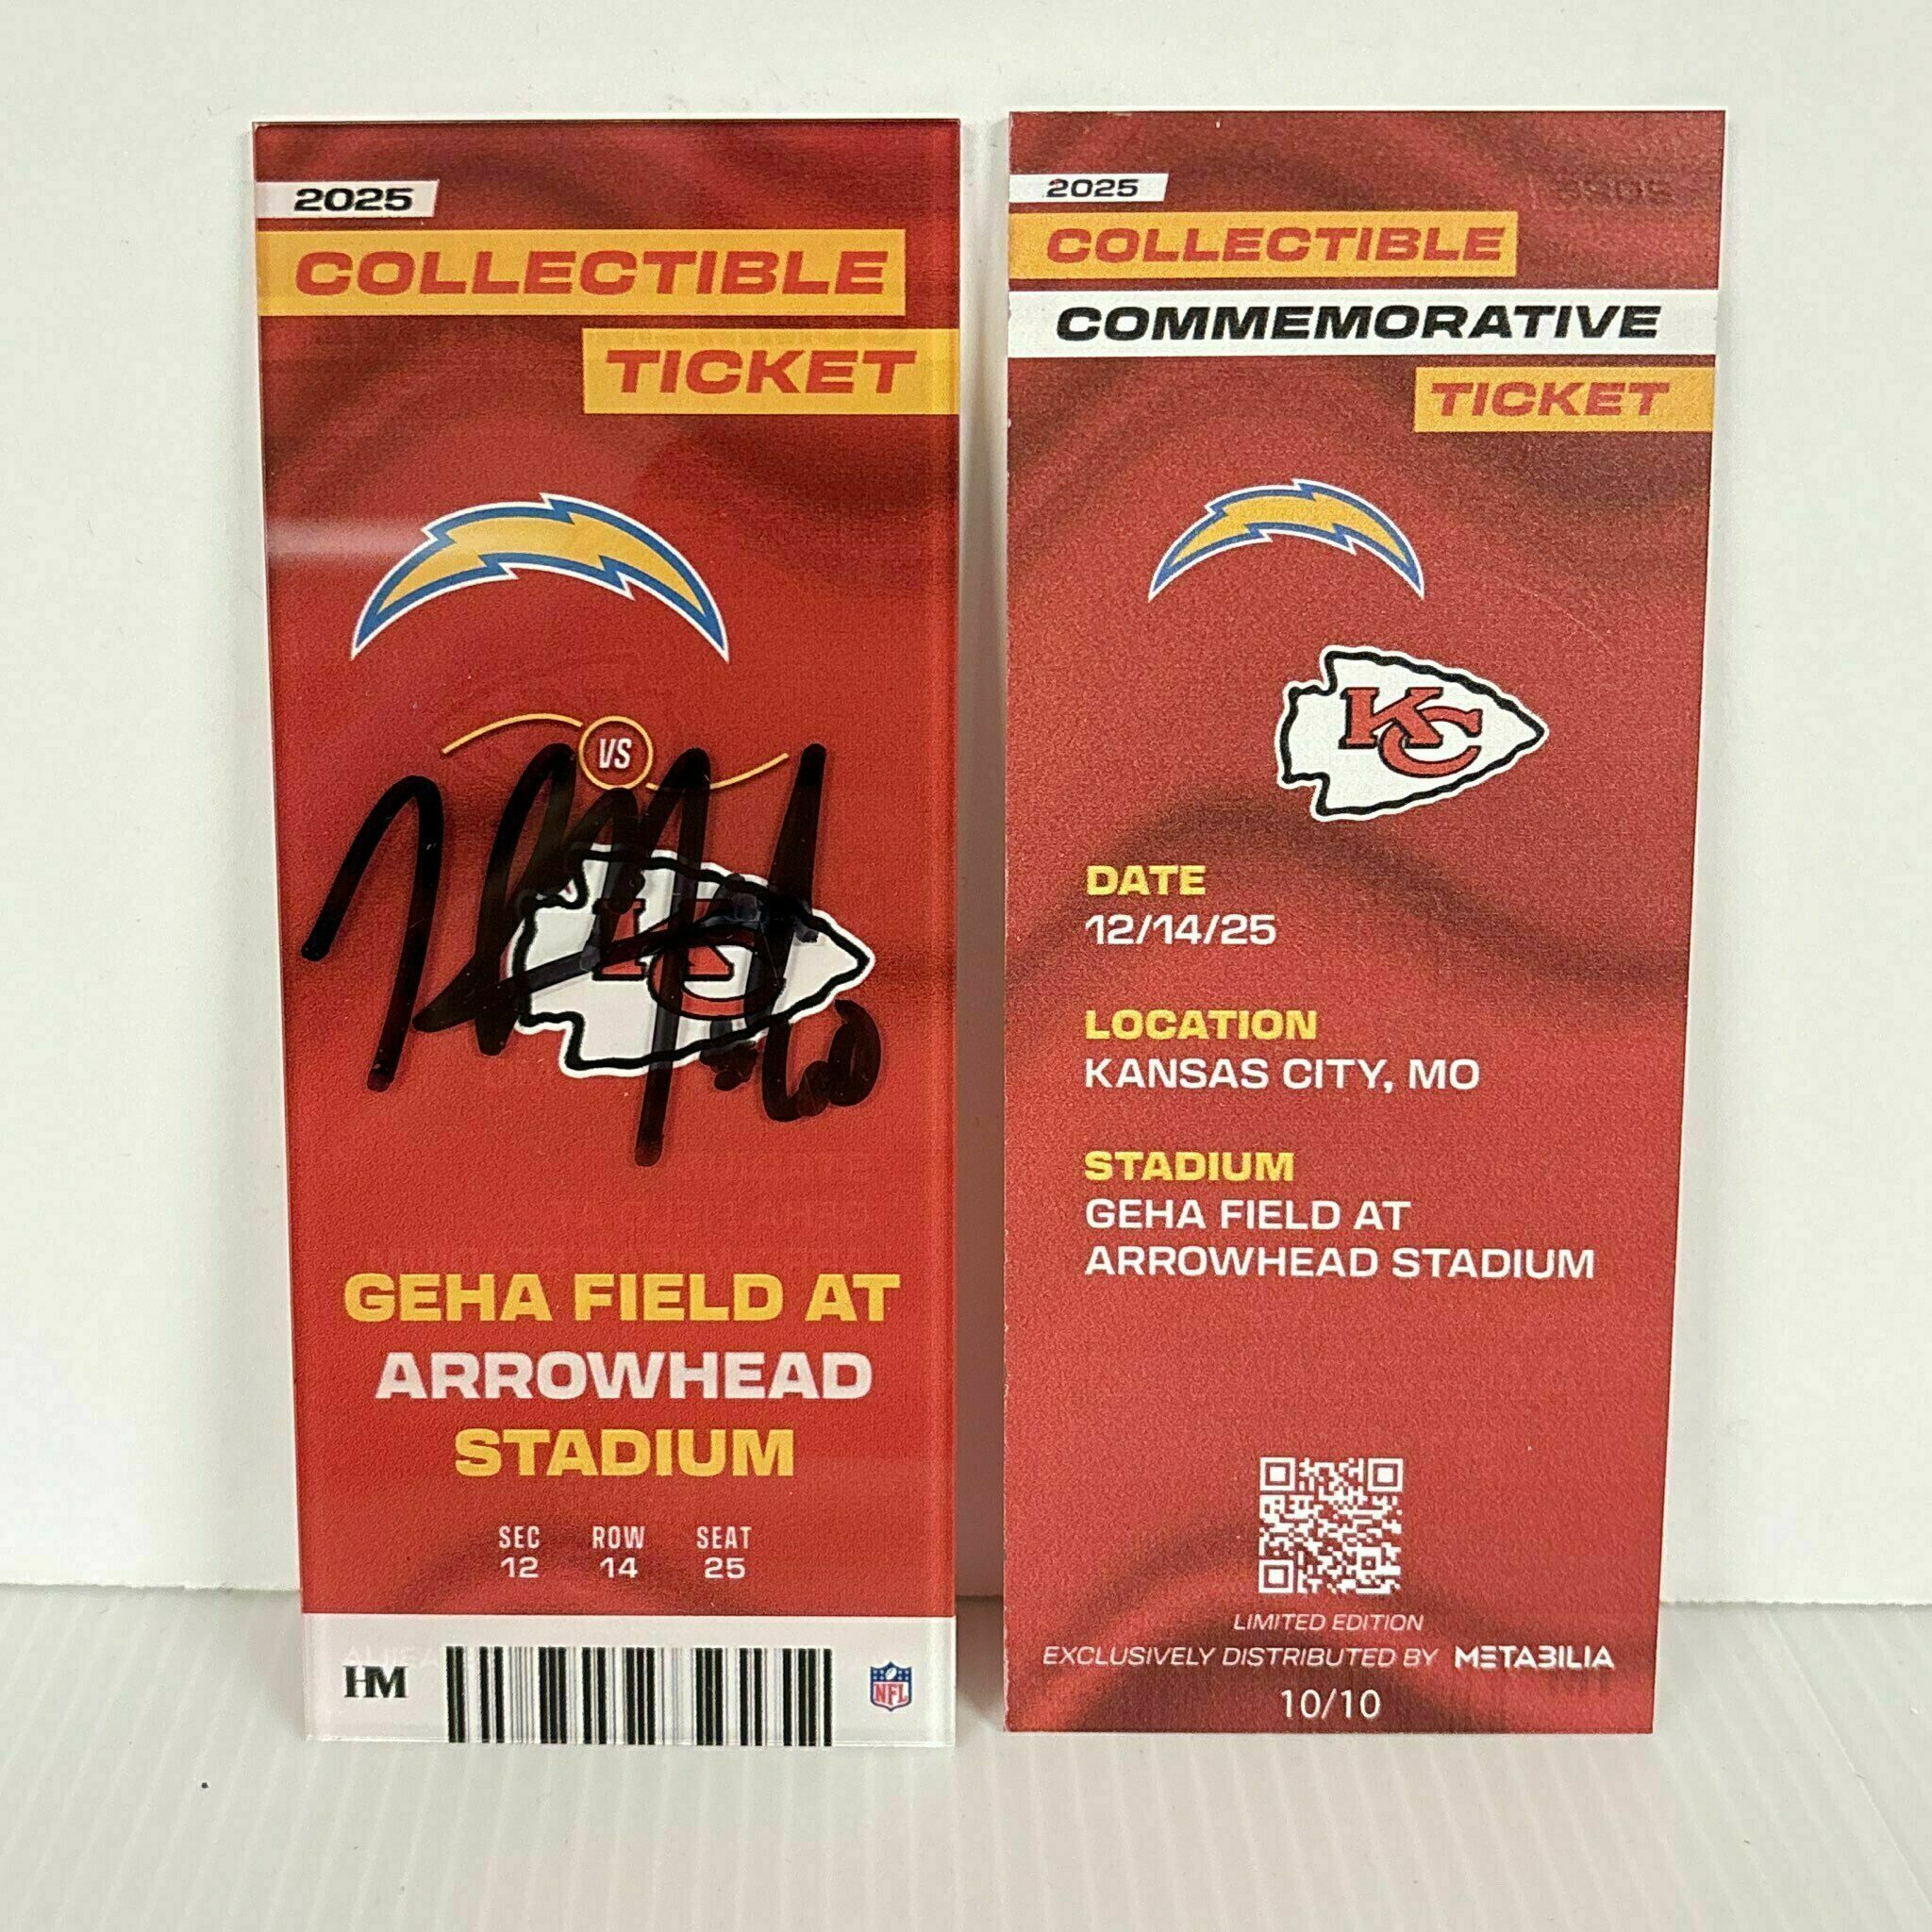 2025
COLLECTIBLE
TICKET
VS
KC
GEHA FIELD AT
ARROWHEAD
STADIUM
SEC ROW SEAT
12 14 25
HM
NFL
2025
COLLECTIBLE
COMMEMORATIVE
TICKET
KC
DATE
12/14/25
LOCATION
KANSAS CITY, MO
STADIUM
GEHA FIELD AT
ARROWHEAD STADIUM
LIMITED EDITION
EXCLUSIVELY DISTRIBUTED BY METABILIA
10/10